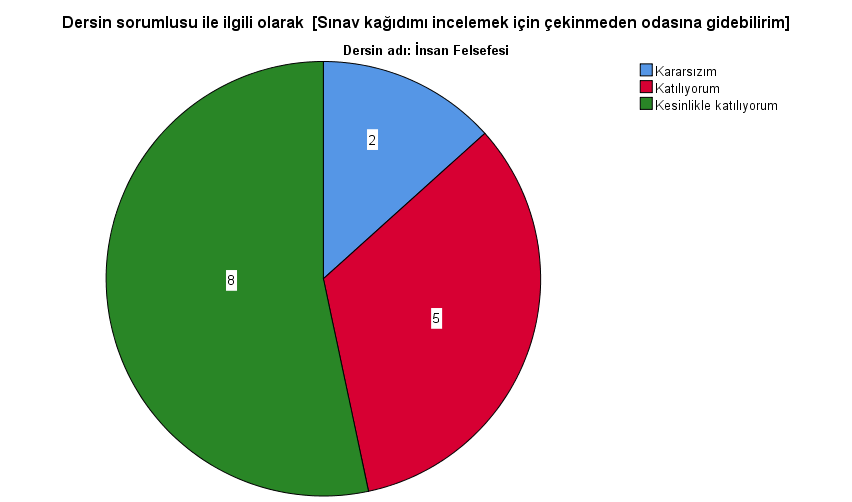 Dersin sorumlusu ile ilgili olarak [Sınav kağıdımı incelemek için çekinmeden odasına gidebilirim]
Dersin adı: İnsan Felsefesi
Kararsızım
Katılıyorum
Kesinlikle katılıyorum
2
8
5